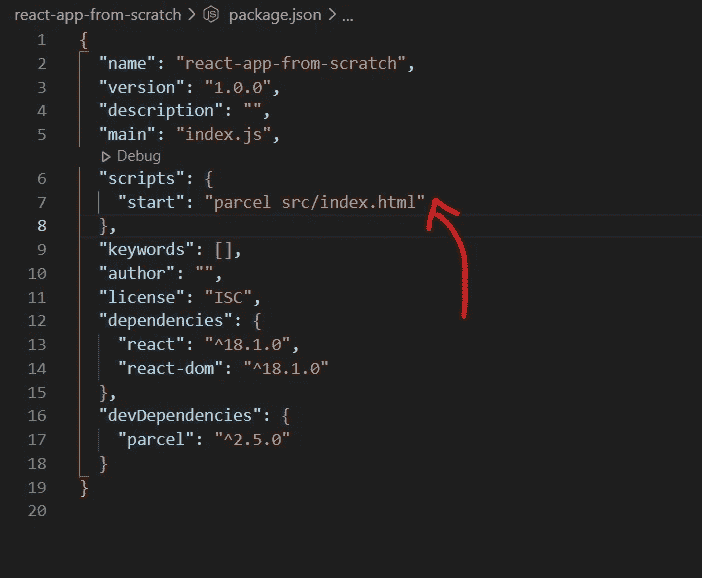 react-app-from-scratch > package.json > ...
1 {
2 "name": "react-app-from-scratch",
3 "version": "1.0.0",
4 "description": "",
5 "main": "index.js",
Debug
6 "scripts": {
7 "start": "parcel src/index.html"
8 },
9 "keywords": [],
10 "author": "",
11 "license": "ISC",
12 "dependencies": {
13 "react": "^18.1.0",
14 "react-dom": "^18.1.0"
15 },
16 "devDependencies": {
17 "parcel": "^2.5.0"
18 }
19 }
20